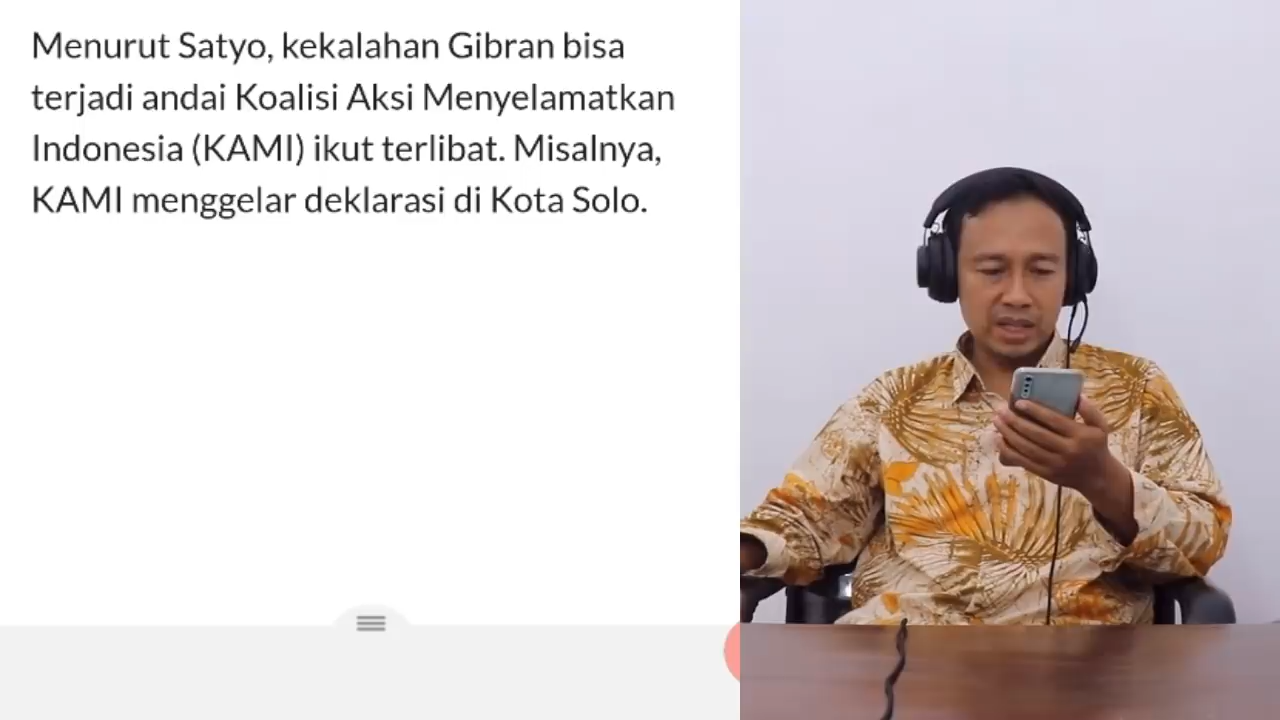 Menurut Satyo, kekalahan Gibran bisa
terjadi andai Koalisi Aksi Menyelamatkan
Indonesia (KAMI) ikut terlibat. Misalnya,
KAMI menggelar deklarasi di Kota Solo.